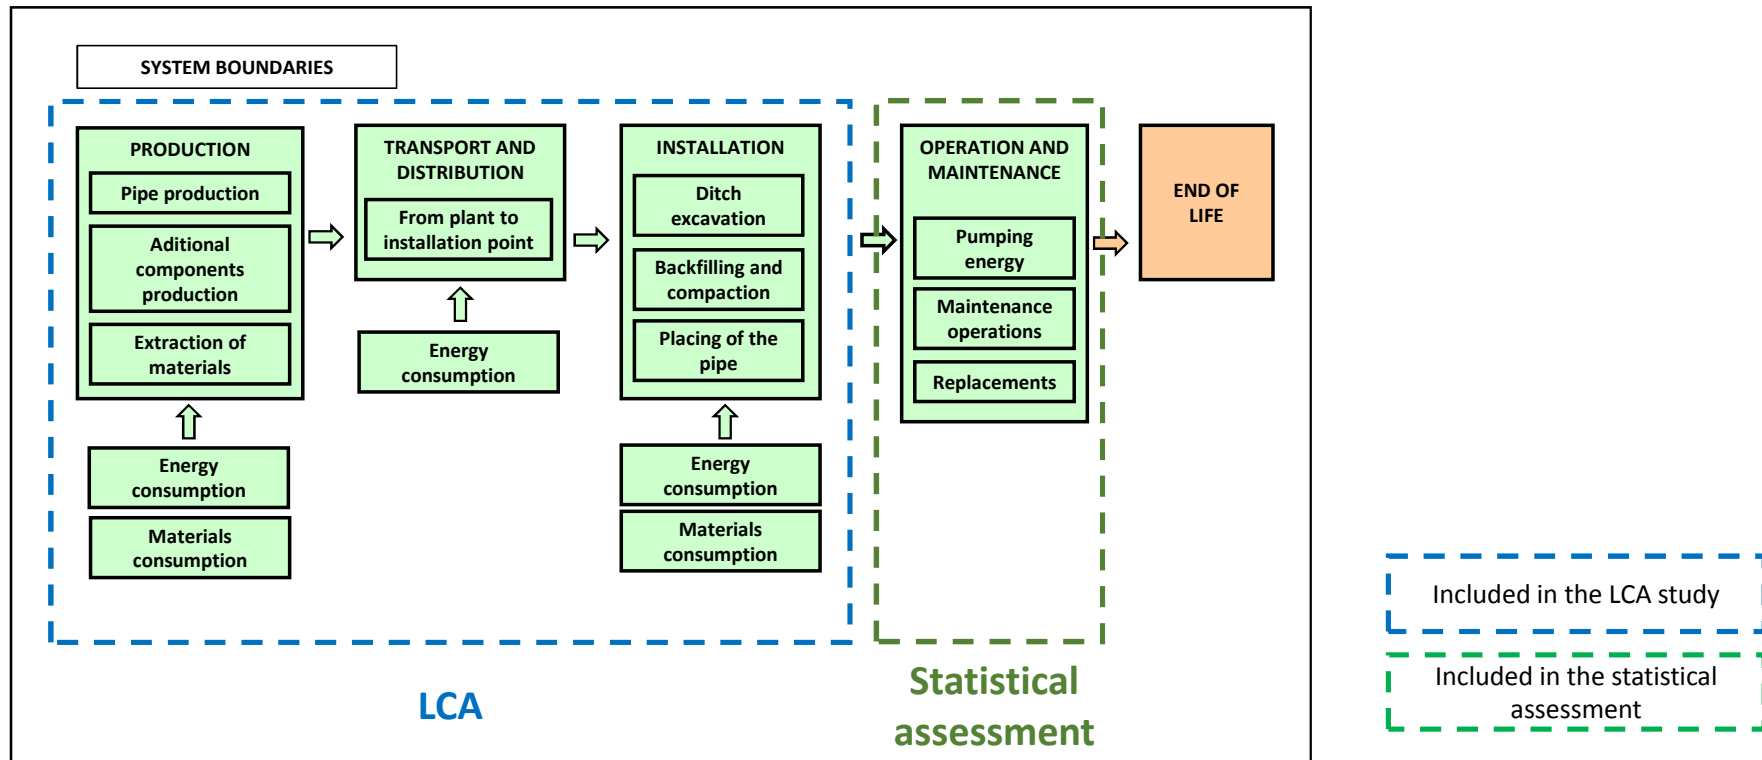 SYSTEM BOUNDARIES
PRODUCTION
Pipe production
Aditional
components
production
Extraction of
materials
Energy
consumption
Materials
consumption
TRANSPORT AND
DISTRIBUTION
From plant to
installation point
Energy
consumption
INSTALLATION
Ditch
excavation
Backfilling and
compaction
Placing of the
pipe
Energy
consumption
Materials
consumption
LCA
OPERATION AND
MAINTENANCE
Pumping
energy
Maintenance
operations
Replacements
Statistical
assessment
END OF
LIFE
Included in the LCA study
Included in the statistical
assessment